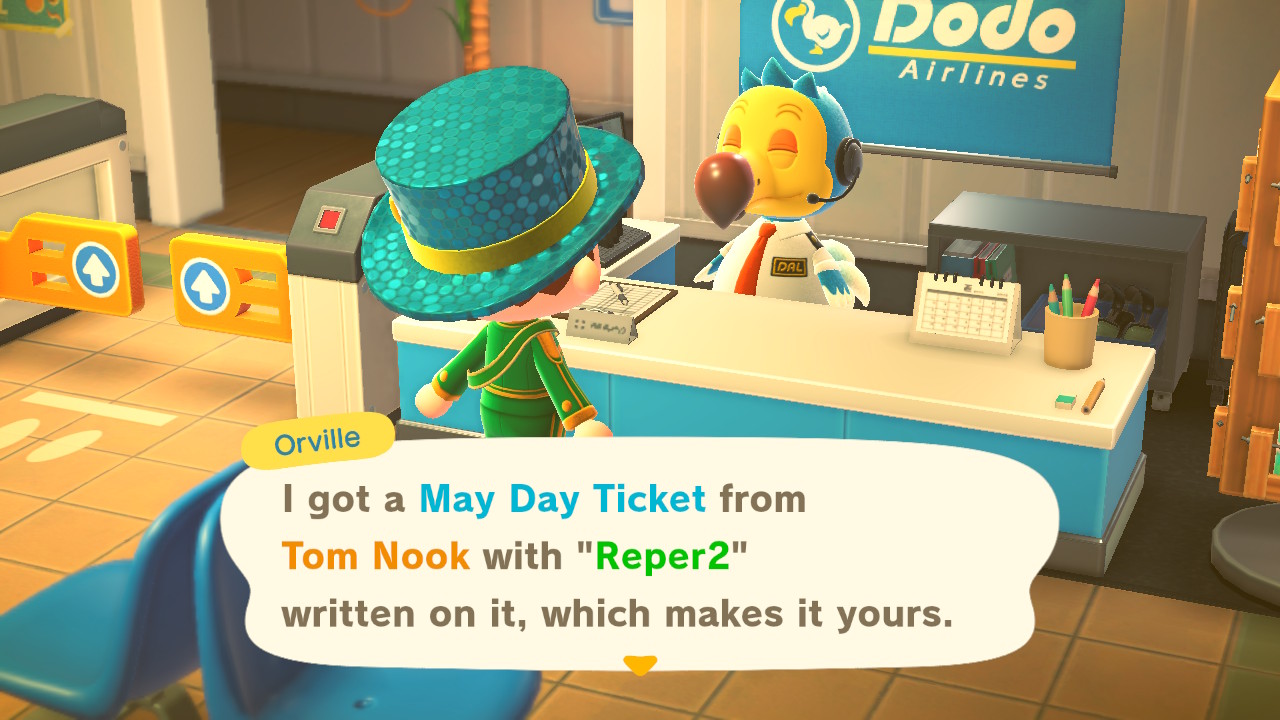 Dodo
Airlines
DAL
Orville
I got a May Day Ticket from
Tom Nook with "Reper2"
written on it, which makes it yours.